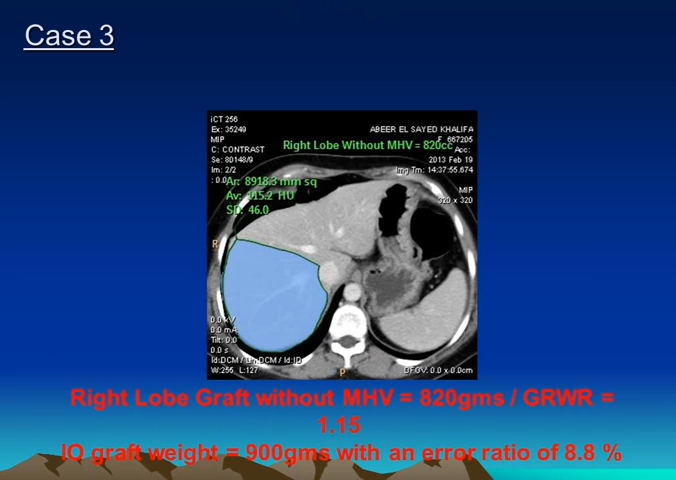 Case 3
iCT 256
Ex: 35249
MIP
C: CONTRAST
Se: 80148/9
Im: 2/2
: 0.0
ABEER EL SAYED KHALIFA
F 667205
Acc:
2013 Feb 19
Img Tm: 14:37:55.674
MIP
320 x 320
Right Lobe Without MHV = 820cc
Ar: 8918.3 mm sq
Av: 115.2 HU
SD: 46.0
R
0.0 kV
0.0 mA
Tilt: 0.0
0.0 s
W:255 L:127
P
DFOV: 0.0 x 0.0cm
Right Lobe Graft without MHV = 820gms / GRWR =
1.15
IO graft weight = 900gms with an error ratio of 8.8 %